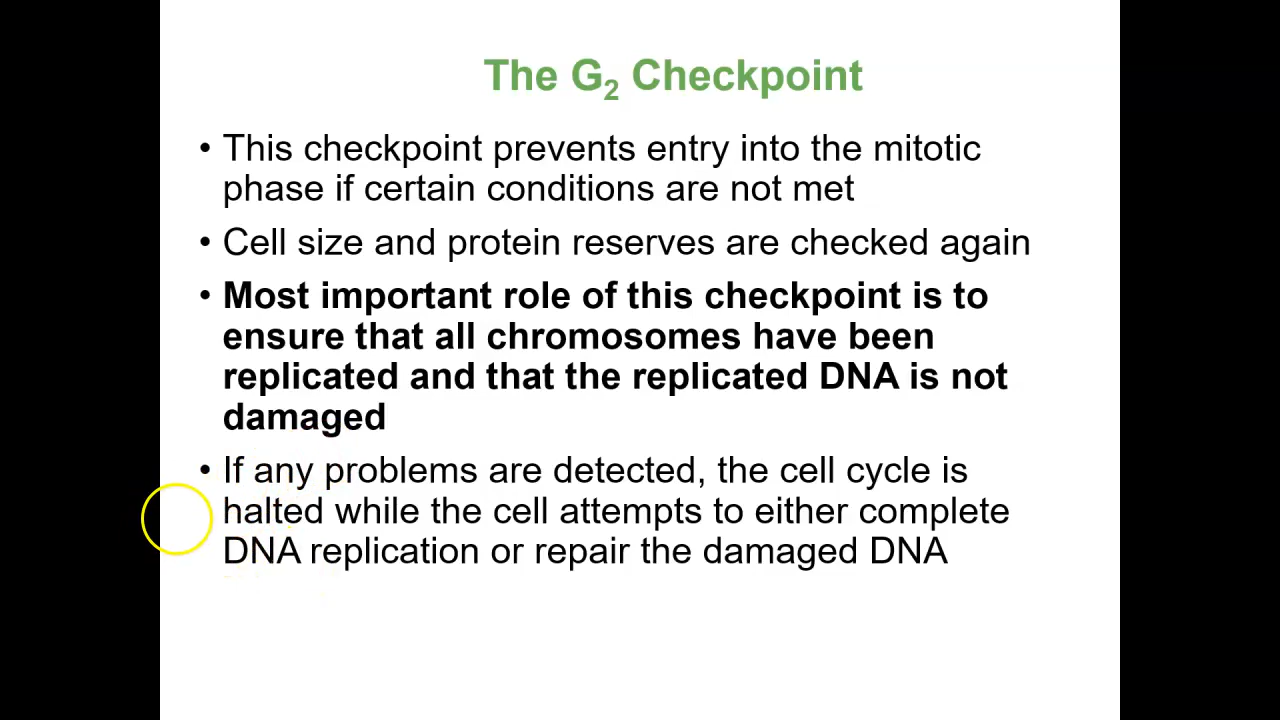 The G₂ Checkpoint
• This checkpoint prevents entry into the mitotic
phase if certain conditions are not met
• Cell size and protein reserves are checked again
• Most important role of this checkpoint is to
ensure that all chromosomes have been
replicated and that the replicated DNA is not
damaged
• If any problems are detected, the cell cycle is
halted while the cell attempts to either complete
DNA replication or repair the damaged DNA